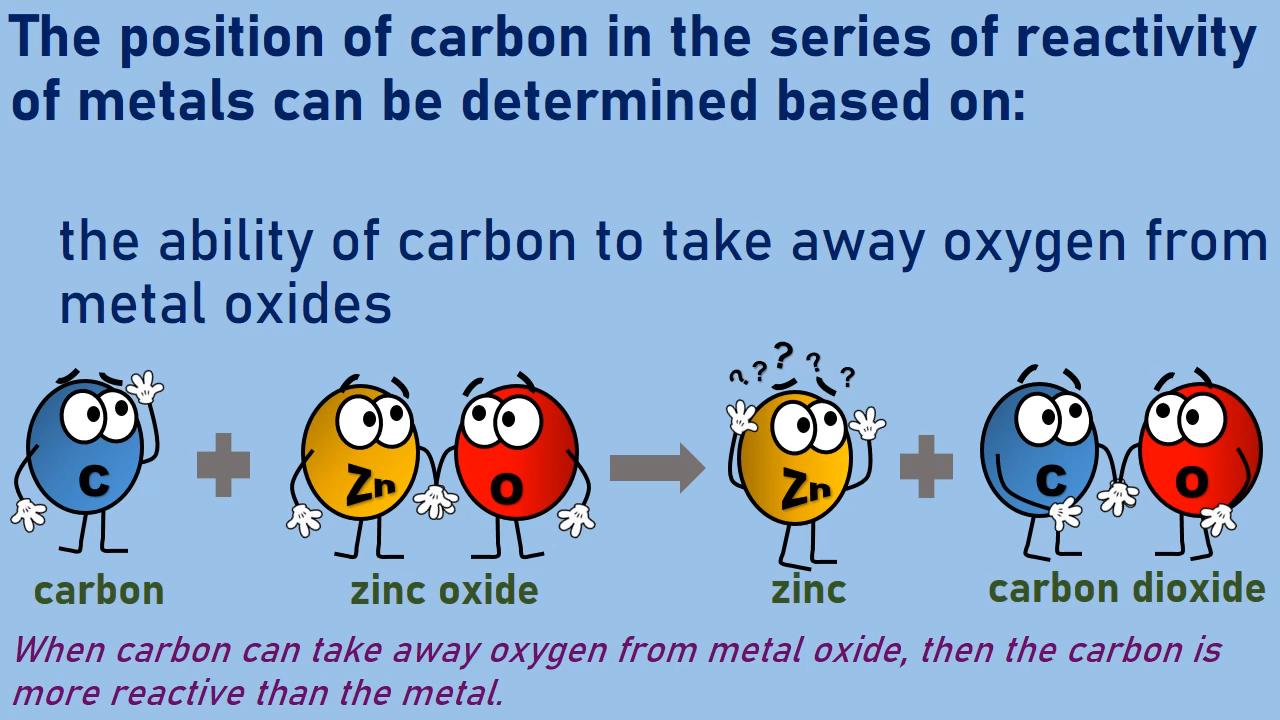 The position of carbon in the series of reactivity
of metals can be determined based on:
the ability of carbon to take away oxygen from
metal oxides
? ? ? ? ?
C Zn O Zn C O
carbon zinc oxide zinc carbon dioxide
When carbon can take away oxygen from metal oxide, then the carbon is
more reactive than the metal.